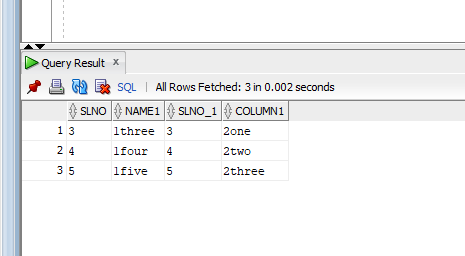 Query Result x
SQL | All Rows Fetched: 3 in 0.002 seconds
SLNO NAME1 SLNO_1 COLUMN1
1 3 1three 3 2one
2 4 1four 4 2two
3 5 1five 5 2three